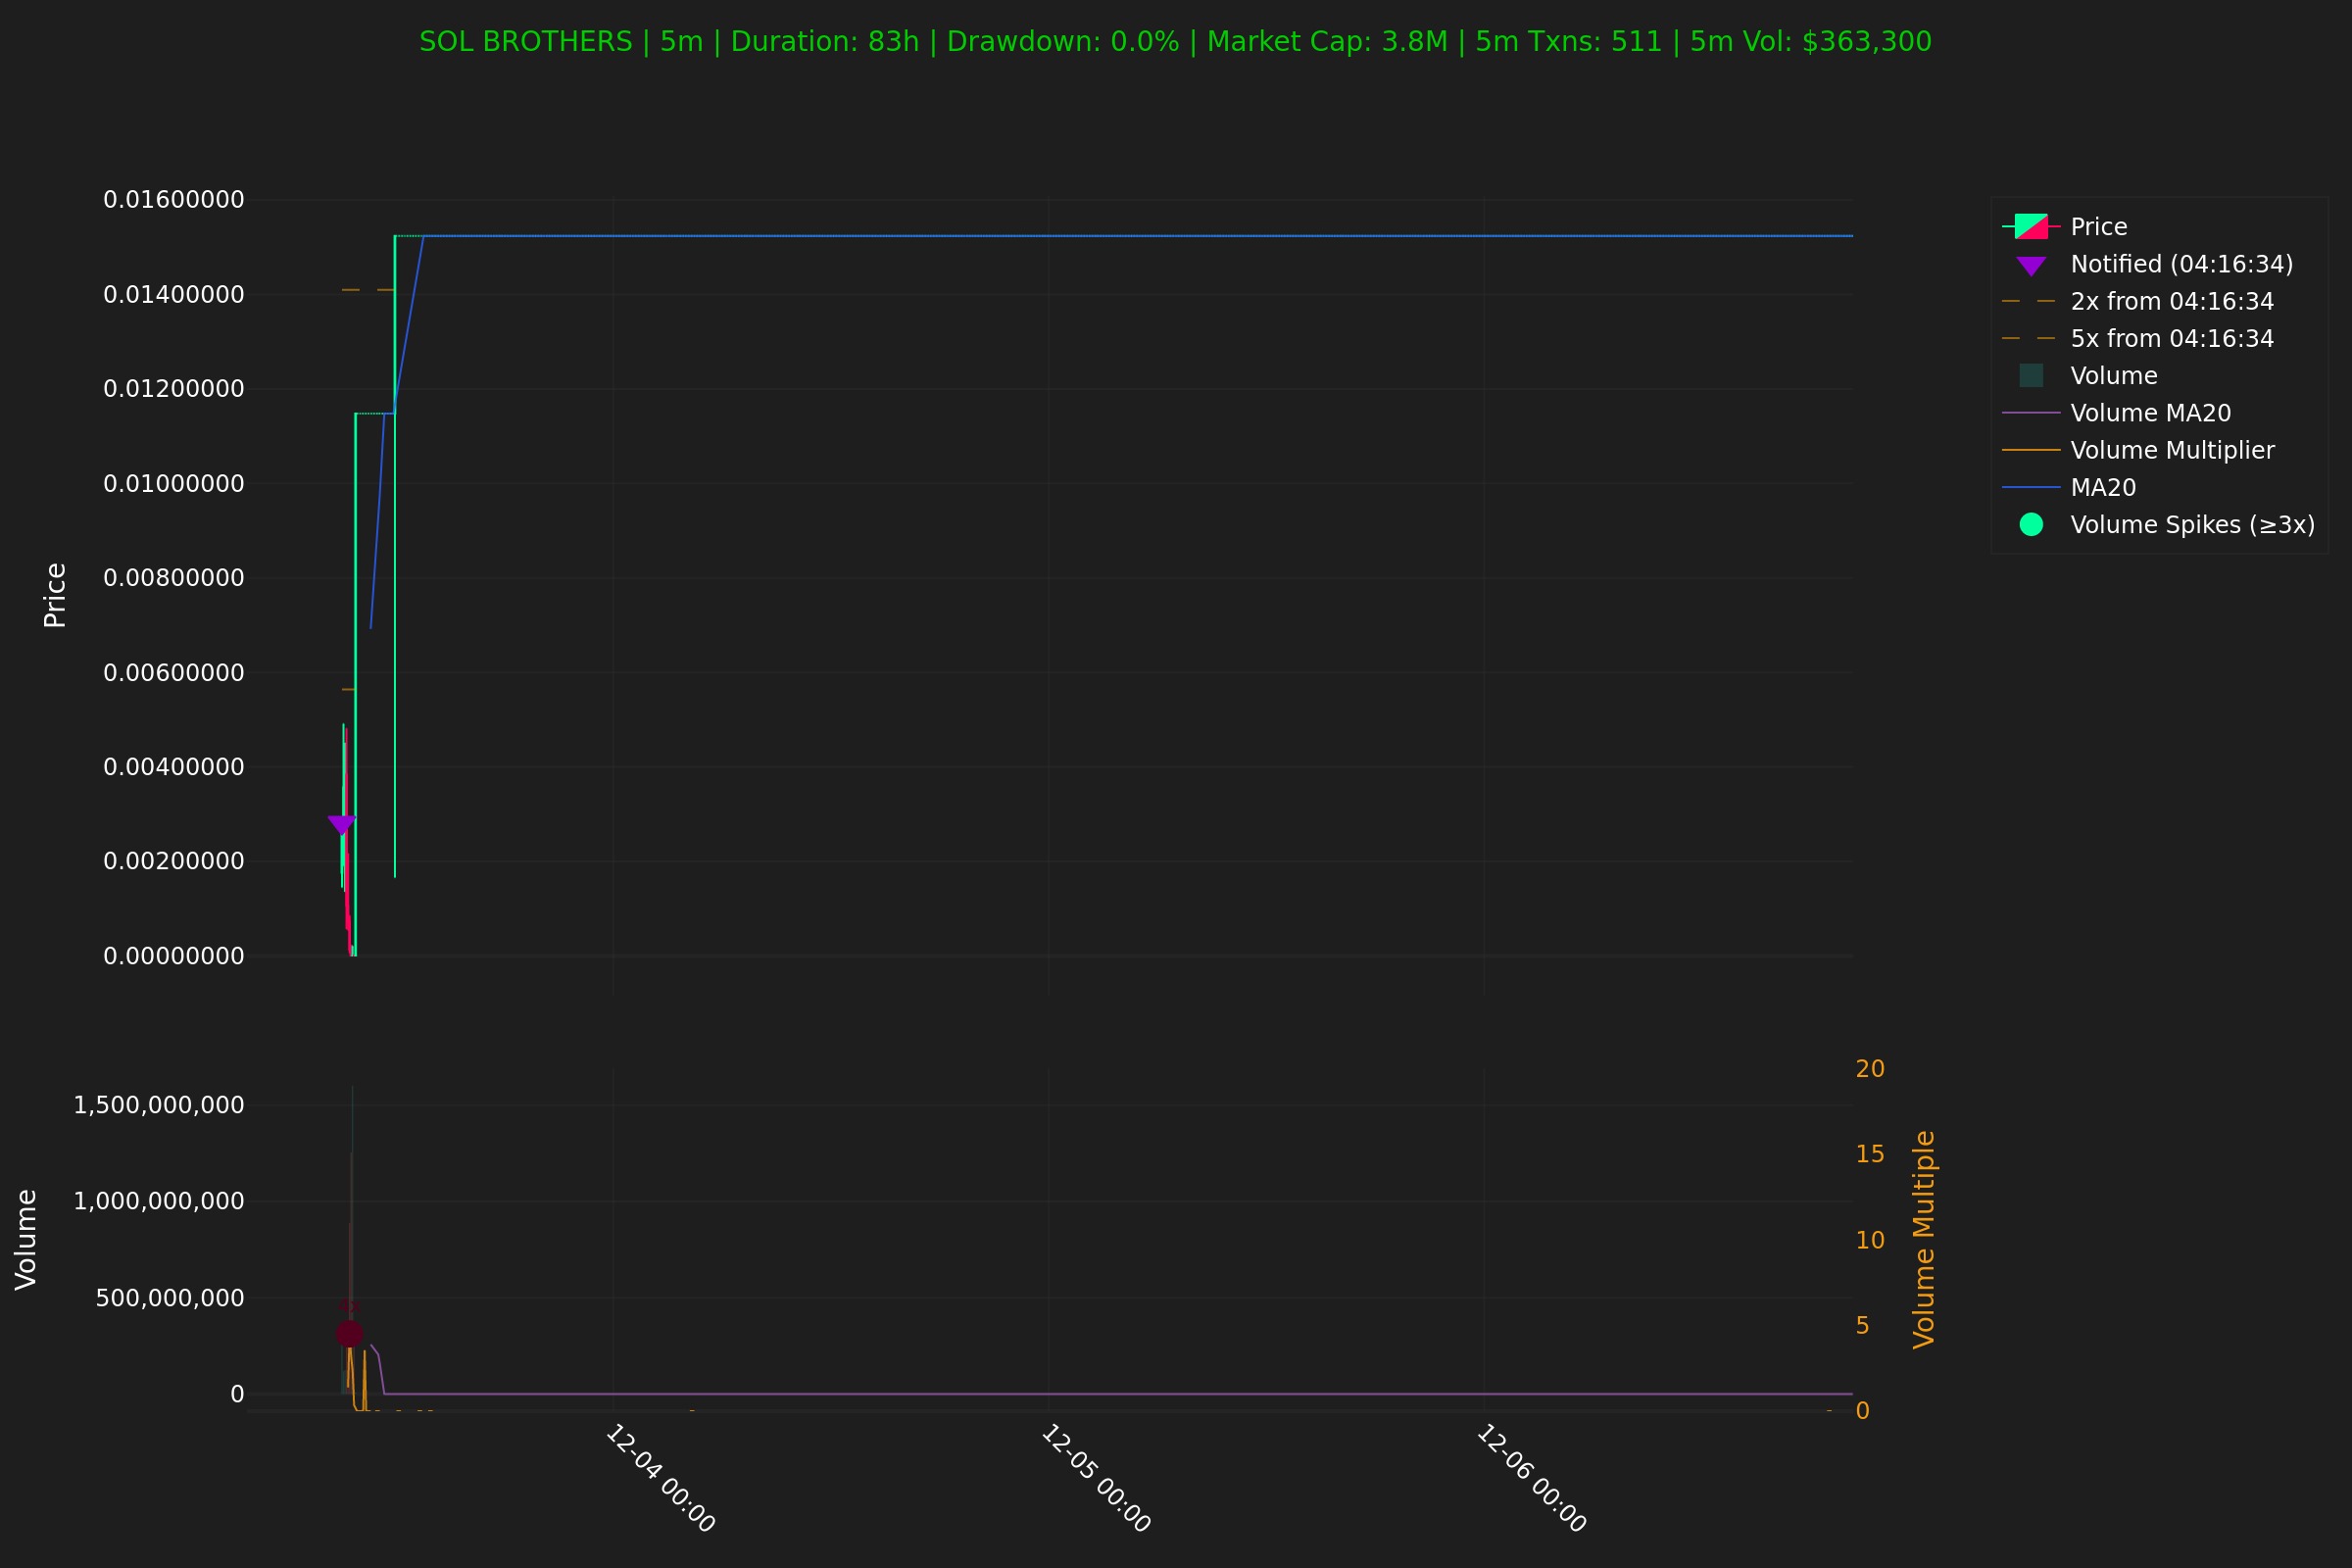 SOL BROTHERS | 5m | Duration: 83h | Drawdown: 0.0% | Market Cap: 3.8M | 5m Txns: 511 | 5m Vol: $363,300
Price
0.01600000
0.01400000
0.01200000
0.01000000
0.00800000
0.00600000
0.00400000
0.00200000
0.00000000
Price
Notified (04:16:34)
2x from 04:16:34
5x from 04:16:34
Volume
Volume MA20
Volume Multiplier
MA20
Volume Spikes (≥3x)
Volume
1,500,000,000
1,000,000,000
500,000,000
0
20
15
10
5
0
Volume Multiple
12-04 00:00
12-05 00:00
12-06 00:00